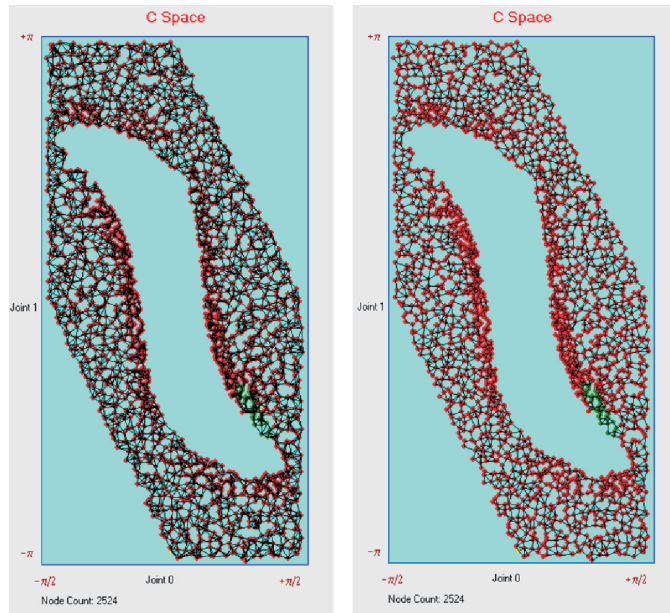 C Space
+π
Joint 1
-π
-π/2 Joint 0 +π/2
Node Count: 2524
C Space
+π
Joint 1
-π
-π/2 Joint 0 +π/2
Node Count: 2524